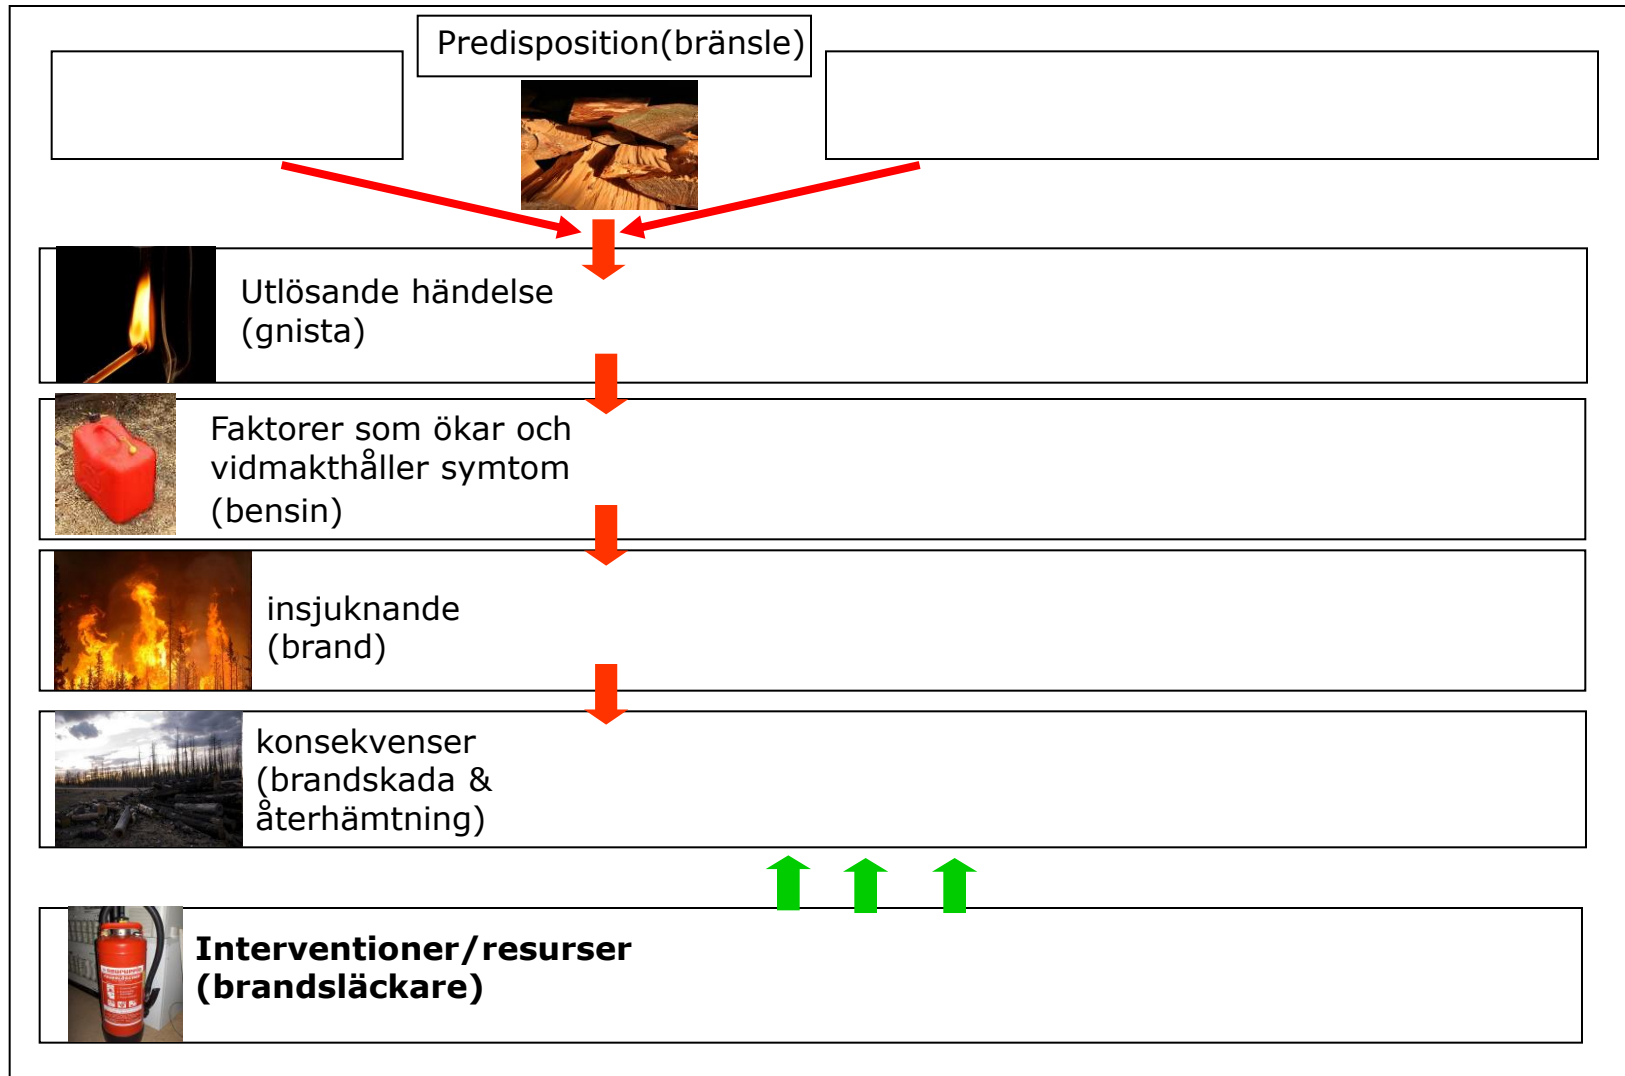 Predisposition(bränsle)
Utlösande händelse
(gnista)
Faktorer som ökar och
vidmakthåller symtom
(bensin)
insjuknande
(brand)
konsekvenser
(brandskada &
återhämtning)
Interventioner/resurser
(brandsläckare)